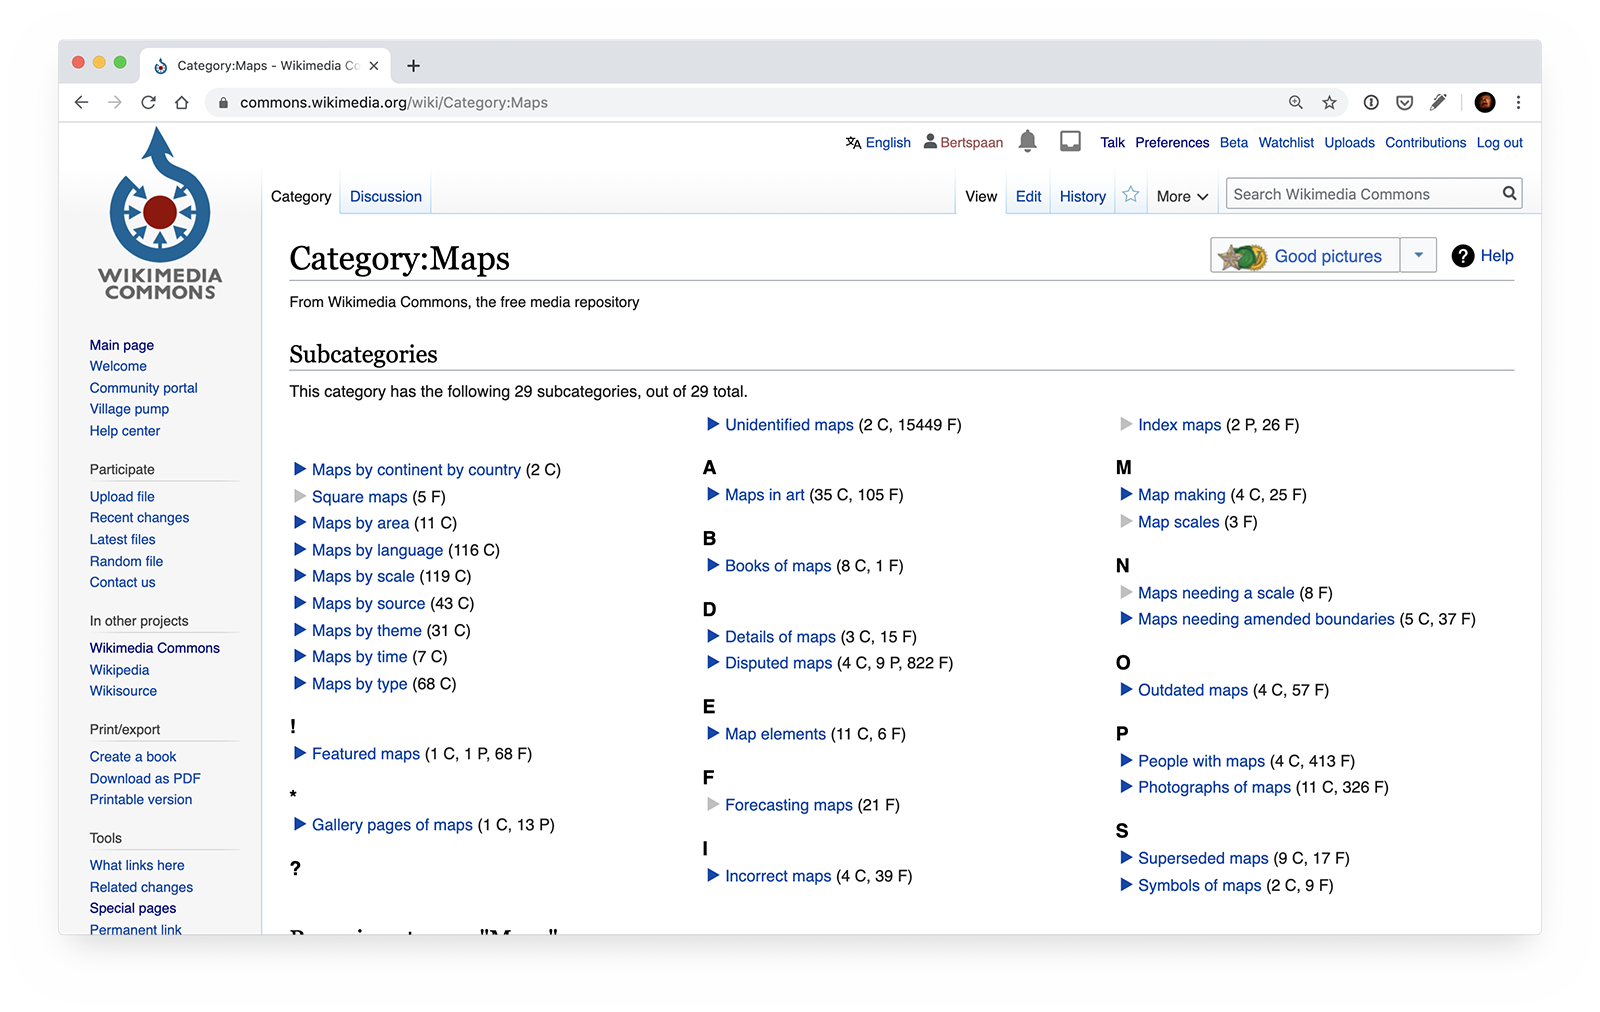 Category:Maps - Wikimedia Co
commons.wikimedia.org/wiki/Category:Maps
English Bertspaan Talk Preferences Beta Watchlist Uploads Contributions Log out
Category Discussion View Edit History More Search Wikimedia Commons
WIKIMEDIA
COMMONS
Main page
Welcome
Community portal
Village pump
Help center
Participate
Upload file
Recent changes
Latest files
Random file
Contact us
In other projects
Wikimedia Commons
Wikipedia
Wikisource
Print/export
Create a book
Download as PDF
Printable version
Tools
What links here
Related changes
Special pages
Permanent link
Category:Maps
Good pictures
? Help
From Wikimedia Commons, the free media repository
Subcategories
This category has the following 29 subcategories, out of 29 total.
Maps by continent by country (2 C)
Square maps (5 F)
Maps by area (11 C)
Maps by language (116 C)
Maps by scale (119 C)
Maps by source (43 C)
Maps by theme (31 C)
Maps by time (7 C)
Maps by type (68 C)
!
Featured maps (1 C, 1 P, 68 F)
*
Gallery pages of maps (1 C, 13 P)
?
Unidentified maps (2 C, 15449 F)
A
Maps in art (35 C, 105 F)
B
Books of maps (8 C, 1 F)
D
Details of maps (3 C, 15 F)
Disputed maps (4 C, 9 P, 822 F)
E
Map elements (11 C, 6 F)
F
Forecasting maps (21 F)
I
Incorrect maps (4 C, 39 F)
Index maps (2 P, 26 F)
M
Map making (4 C, 25 F)
Map scales (3 F)
N
Maps needing a scale (8 F)
Maps needing amended boundaries (5 C, 37 F)
O
Outdated maps (4 C, 57 F)
P
People with maps (4 C, 413 F)
Photographs of maps (11 C, 326 F)
S
Superseded maps (9 C, 17 F)
Symbols of maps (2 C, 9 F)